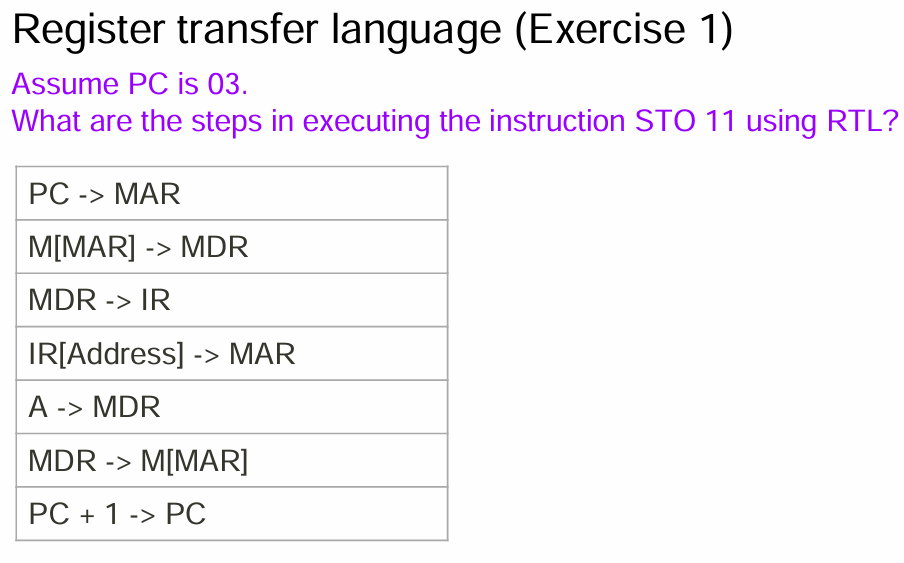 Register transfer language (Exercise 1)
Assume PC is 03.
What are the steps in executing the instruction STO 11 using RTL?
PC -> MAR
M[MAR] -> MDR
MDR -> IR
IR[Address] -> MAR
A -> MDR
MDR -> M[MAR]
PC + 1 -> PC